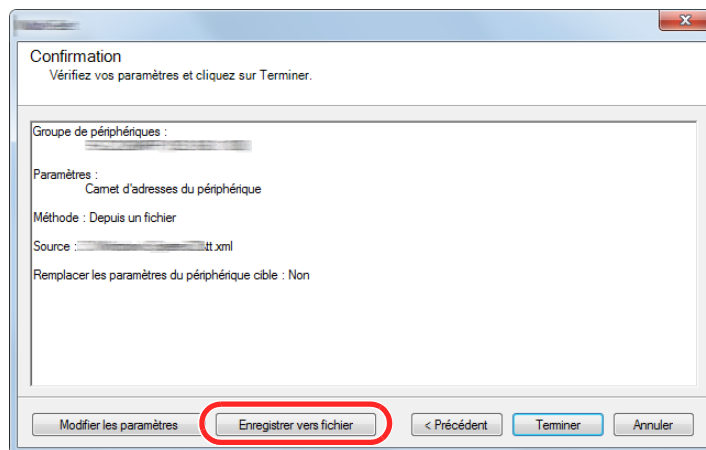 Confirmation
Vérifiez vos paramètres et cliquez sur Terminer.
Groupe de périphériques :
Paramètres :
Carnet d'adresses du périphérique
Méthode : Depuis un fichier
Source : tt.xml
Remplacer les paramètres du périphérique cible : Non
Modifier les paramètres Enregistrer vers fichier < Précédent Terminer Annuler